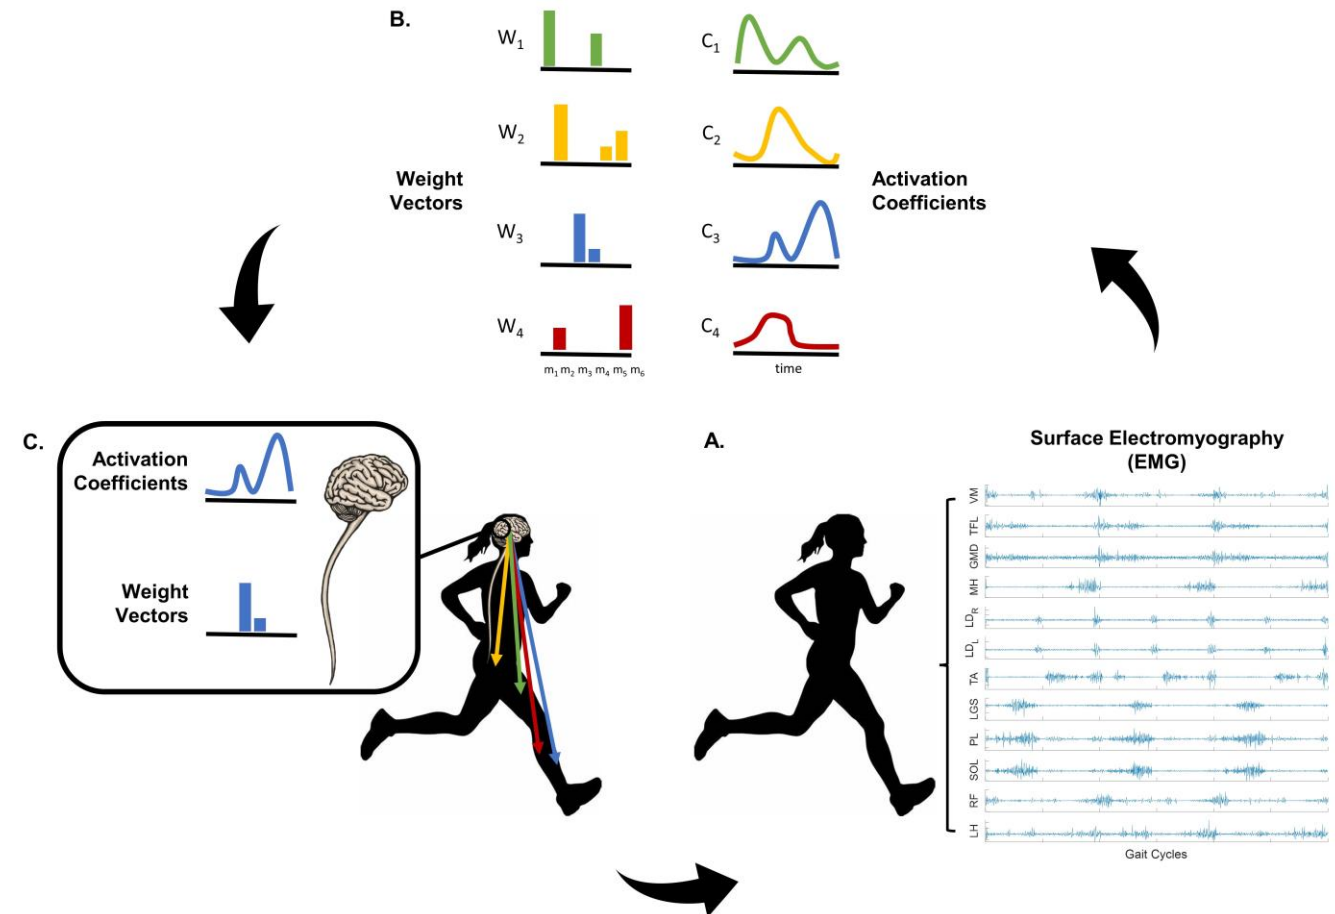 B.
W₁
C₁
W₂
C₂
Weight
Vectors
Activation
Coefficients
W₃
C₃
W₄
C₄
m₁ m₂ m₃ m₄ m₅ m₆
time
C.
Activation
Coefficients
Weight
Vectors
A.
Surface Electromyography
(EMG)
VM
TFL
GMD
MH
LD_R
LD_L
TA
LGS
PL
SOL
RF
LH
Gait Cycles